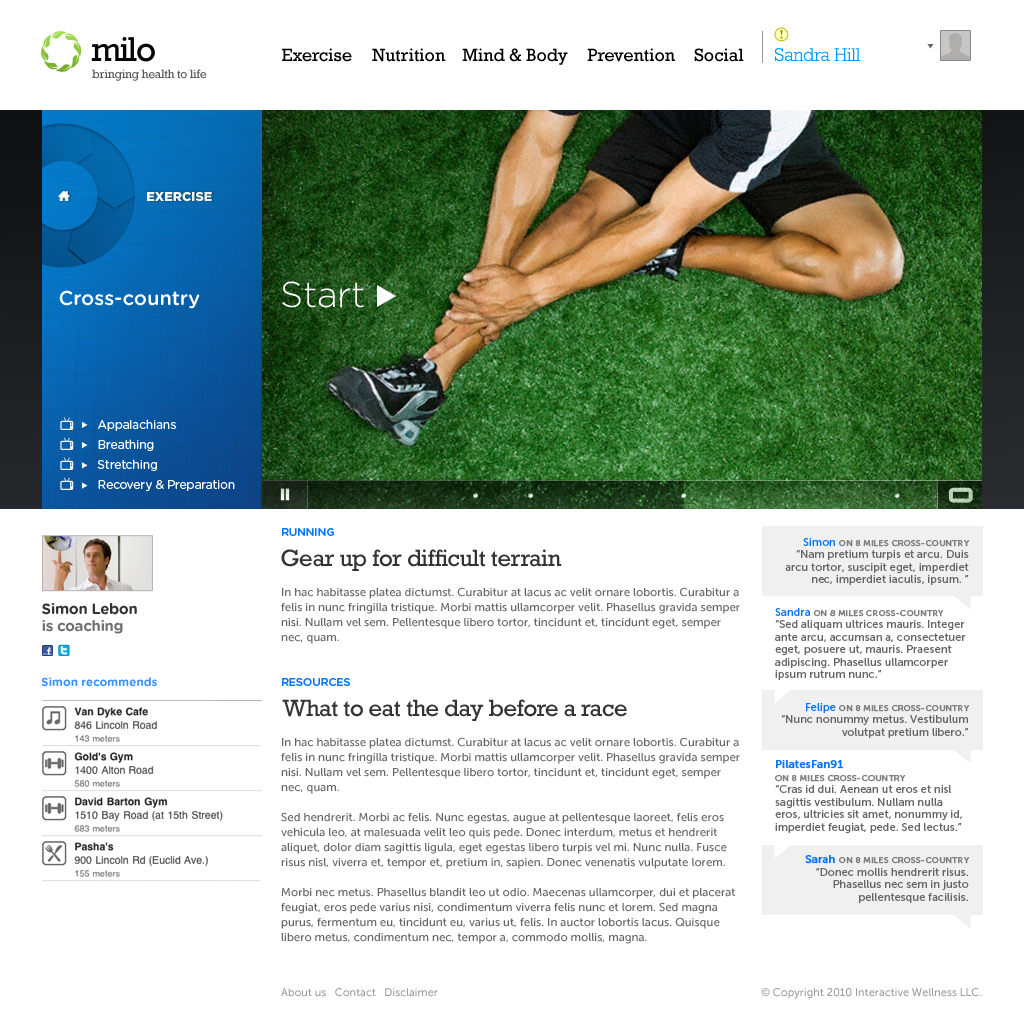 milo
bringing health to life
Exercise Nutrition Mind & Body Prevention Social
Sandra Hill
EXERCISE
Cross-country
Appalachians
Breathing
Stretching
Recovery & Preparation
Start
Simon Lebon
is coaching
Simon recommends
Van Dyke Cafe
846 Lincoln Road
143 meters
Gold's Gym
1400 Alton Road
580 meters
David Barton Gym
1510 Bay Road (at 15th Street)
683 meters
Pasha's
900 Lincoln Rd (Euclid Ave.)
155 meters
RUNNING
Gear up for difficult terrain
In hac habitasse platea dictumst. Curabitur at lacus ac velit ornare lobortis. Curabitur a
felis in nunc fringilla tristique. Morbi mattis ullamcorper velit. Phasellus gravida semper
nisi. Nullam vel sem. Pellentesque libero tortor, tincidunt et, tincidunt eget, semper
nec, quam.
RESOURCES
What to eat the day before a race
In hac habitasse platea dictumst. Curabitur at lacus ac velit ornare lobortis. Curabitur a
felis in nunc fringilla tristique. Morbi mattis ullamcorper velit. Phasellus gravida semper
nisi. Nullam vel sem. Pellentesque libero tortor, tincidunt et, tincidunt eget, semper
nec, quam.
Sed hendrerit. Morbi ac felis. Nunc egestas, augue at pellentesque laoreet, felis eros
vehicula leo, at malesuada velit leo quis pede. Donec interdum, metus et hendrerit
aliquet, dolor diam sagittis ligula, eget egestas libero turpis vel mi. Nunc nulla. Fusce
risus nisl, viverra et, tempor et, pretium in, sapien. Donec venenatis vulputate lorem.
Morbi nec metus. Phasellus blandit leo ut odio. Maecenas ullamcorper, dui et placerat
feugiat, eros pede varius nisi, condimentum viverra felis nunc et lorem. Sed magna
purus, fermentum eu, tincidunt eu, varius ut, felis. In auctor lobortis lacus. Quisque
libero metus, condimentum nec, tempor a, commodo mollis, magna.
Simon ON 8 MILES CROSS-COUNTRY
“Nam pretium turpis et arcu. Duis
arcu tortor, suscipit eget, imperdiet
nec, imperdiet iaculis, ipsum. ”
Sandra ON 8 MILES CROSS-COUNTRY
“Sed aliquam ultrices mauris. Integer
ante arcu, accumsan a, consectetuer
eget, posuere ut, mauris. Praesent
adipiscing. Phasellus ullamcorper
ipsum rutrum nunc.”
Felipe ON 8 MILES CROSS-COUNTRY
“Nunc nonummy metus. Vestibulum
volutpat pretium libero.”
PilatesFan91
ON 8 MILES CROSS-COUNTRY
“Cras id dui. Aenean ut eros et nisl
sagittis vestibulum. Nullam nulla
eros, ultricies sit amet, nonummy id,
imperdiet feugiat, pede. Sed lectus.”
Sarah ON 8 MILES CROSS-COUNTRY
“Donec mollis hendrerit risus.
Phasellus nec sem in justo
pellentesque facilisis.
About us Contact Disclaimer
© Copyright 2010 Interactive Wellness LLC.